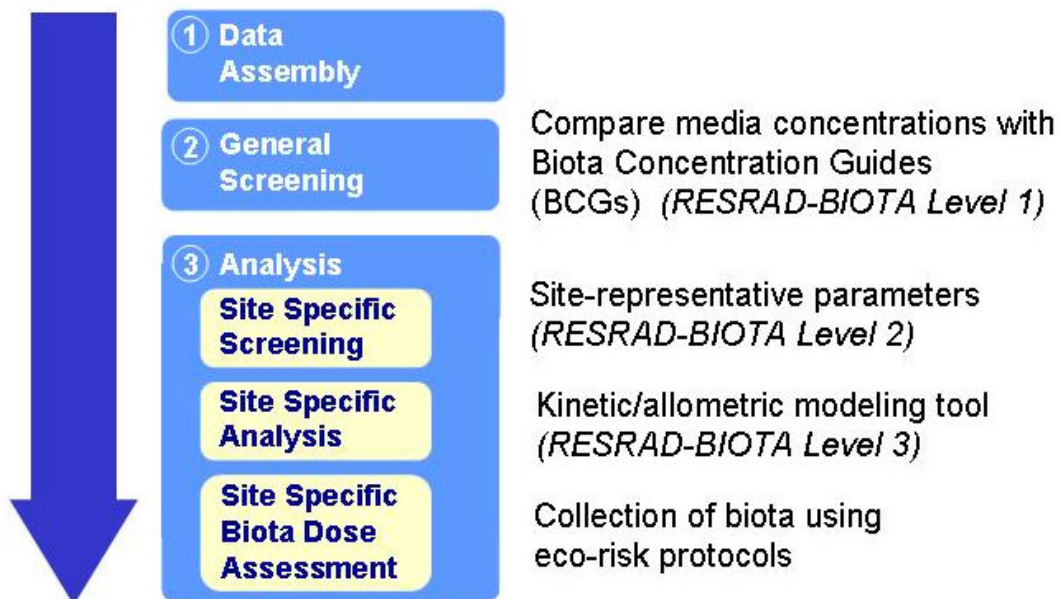 ① Data
Assembly
② General
Screening
Compare media concentrations with
Biota Concentration Guides
(BCGs) (RESRAD-BIOTA Level 1)
③ Analysis
Site Specific
Screening
Site-representative parameters
(RESRAD-BIOTA Level 2)
Site Specific
Analysis
Kinetic/allometric modeling tool
(RESRAD-BIOTA Level 3)
Site Specific
Biota Dose
Assessment
Collection of biota using
eco-risk protocols